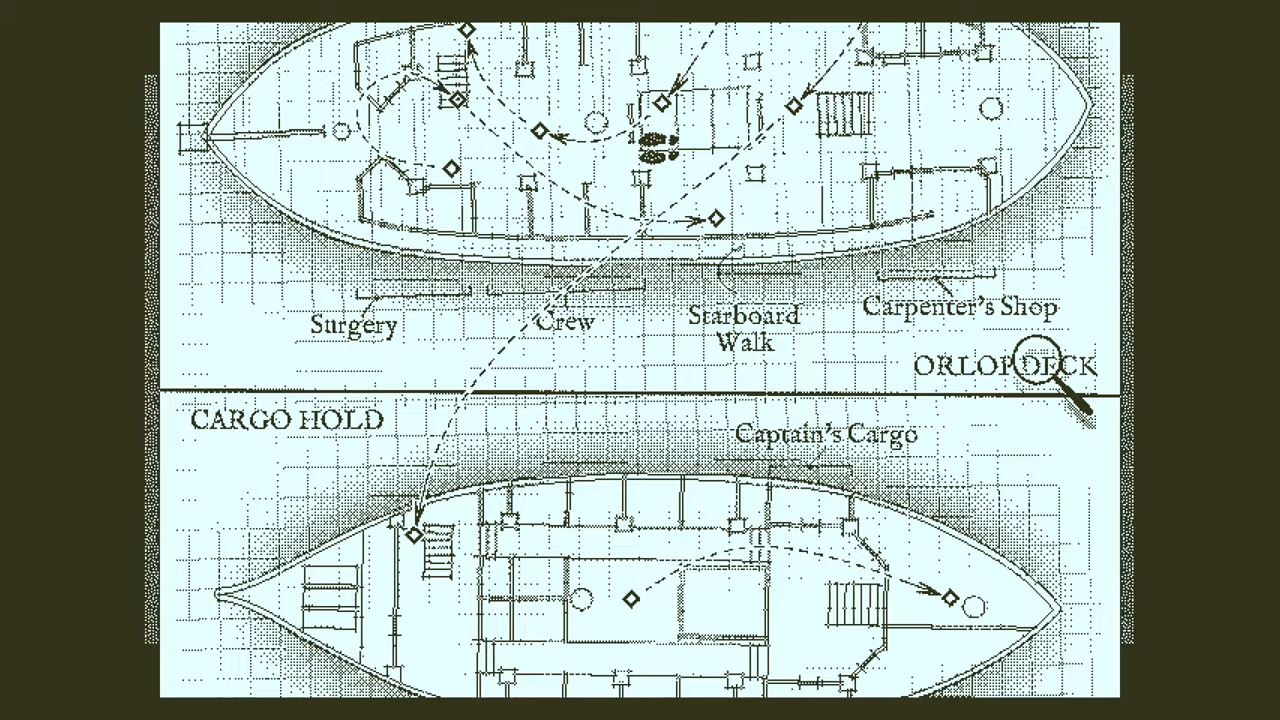 Surgery
Crew
Starboard
Walk
Carpenter's Shop
ORLOP DECK
CARGO HOLD
Captain's Cargo